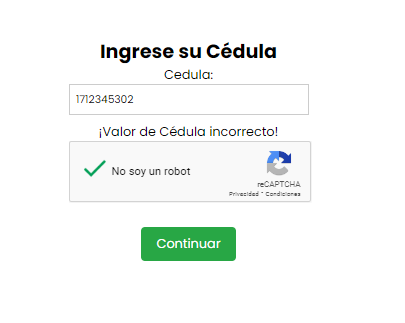 Ingrese su Cédula
Cedula:
1712345302
¡Valor de Cédula incorrecto!
No soy un robot
reCAPTCHA
Privacidad * Condiciones
Continuar